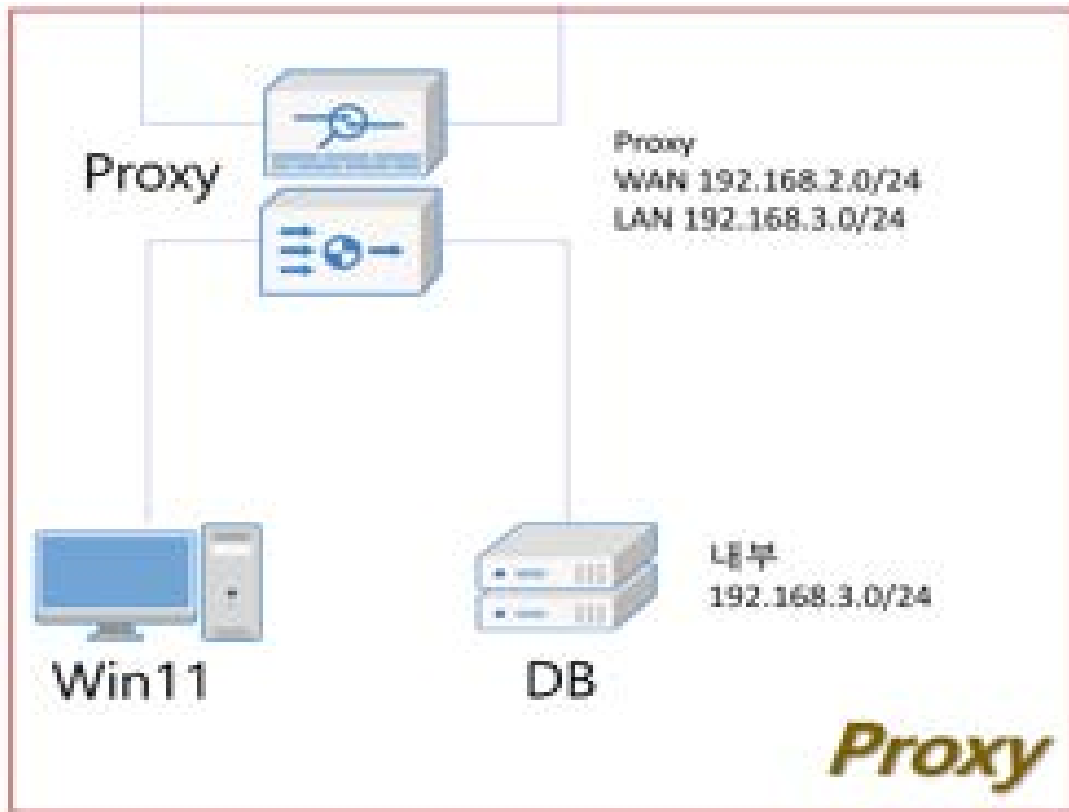 Proxy
Proxy
WAN 192.168.2.0/24
LAN 192.168.3.0/24
내부
192.168.3.0/24
Win11
DB
Proxy